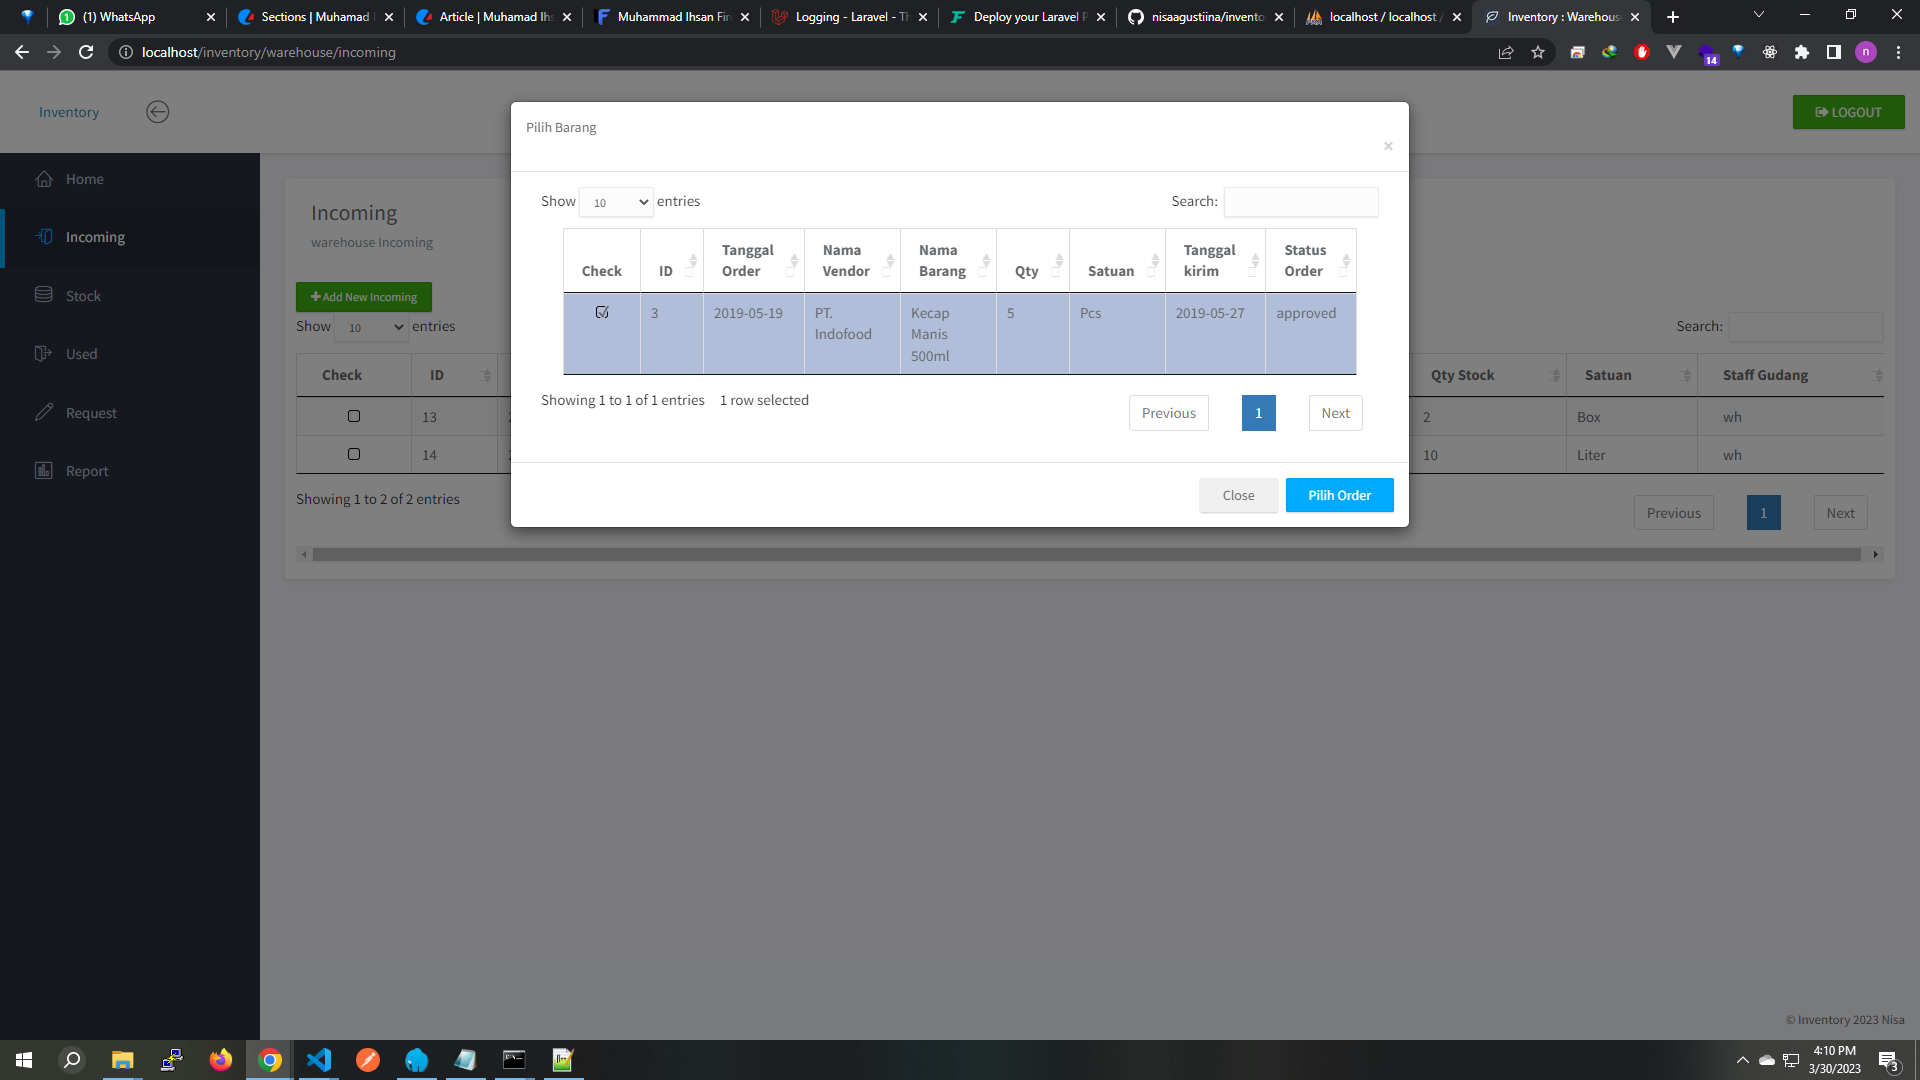 (1) WhatsApp
Sections | Muhamad
Article | Muhamad Ihs
Muhammad Ihsan Fir
Logging - Laravel - Th
Deploy your Laravel P
nisaagustiina/invento
localhost / localhost /
Inventory : Warehous
localhost/inventory/warehouse/incoming
14
n
Inventory
LOGOUT
Home
Incoming
Stock
Used
Request
Report
Incoming
warehouse Incoming
Add New Incoming
Show 10 entries
Search:
Check ID Qty Stock Satuan Staff Gudang
13 2 Box wh
14 10 Liter wh
Showing 1 to 2 of 2 entries
Previous 1 Next
Pilih Barang
×
Show 10 entries
Search:
Check ID Tanggal Order Nama Vendor Nama Barang Qty Satuan Tanggal kirim Status Order
3 2019-05-19 PT. Indofood Kecap Manis 500ml 5 Pcs 2019-05-27 approved
Showing 1 to 1 of 1 entries 1 row selected
Previous 1 Next
Close
Pilih Order
© Inventory 2023 Nisa
4:10 PM
3/30/2023
3